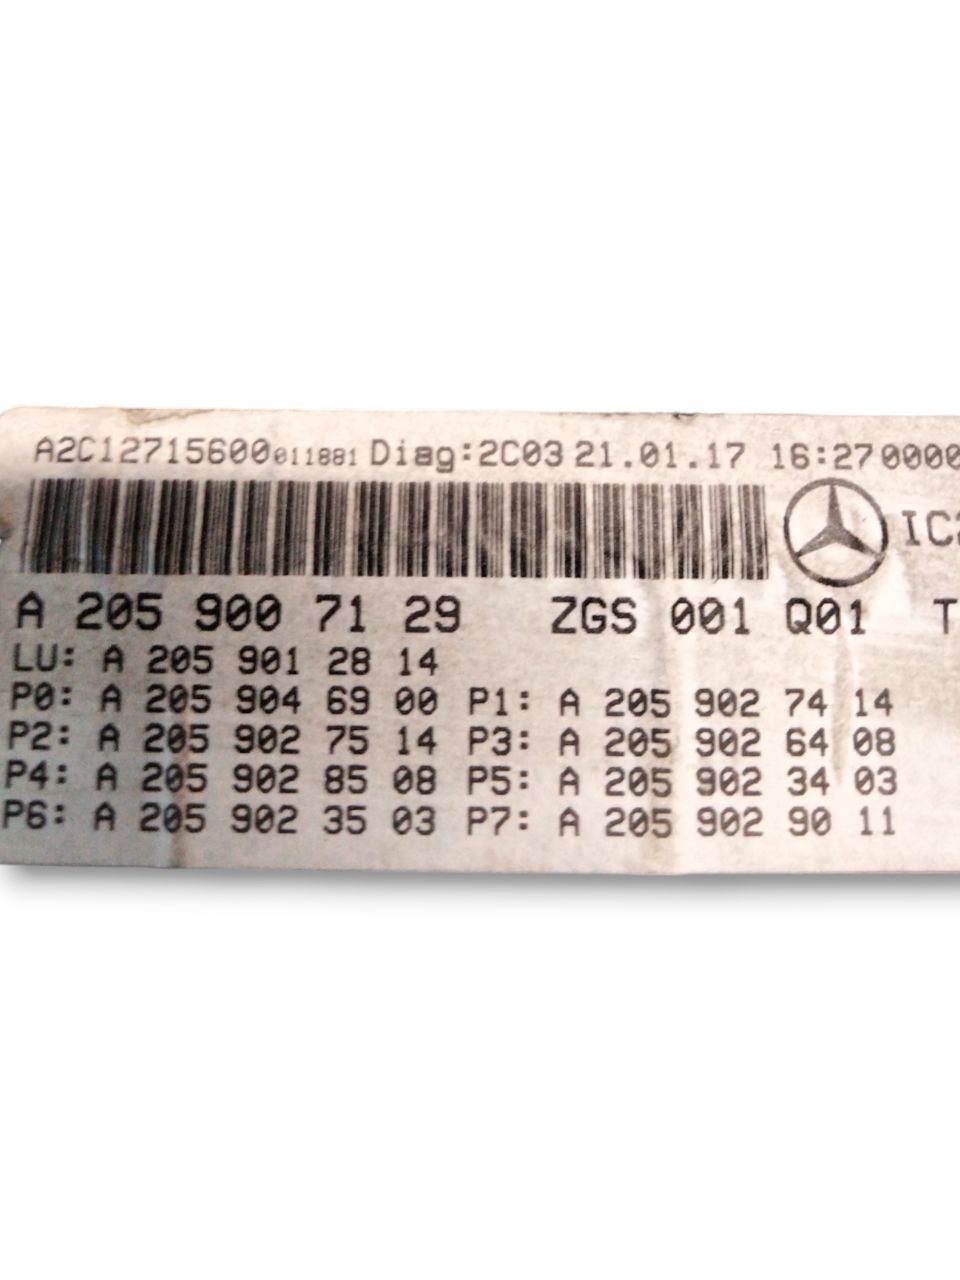 A2C12715600011881 Diag:2C03 21.01.17 16:27 0000
IC2
A 205 900 71 29 ZGS 001 Q01 T
LU: A 205 901 28 14
P0: A 205 904 69 00 P1: A 205 902 74 14
P2: A 205 902 75 14 P3: A 205 902 64 08
P4: A 205 902 85 08 P5: A 205 902 34 03
P6: A 205 902 35 03 P7: A 205 902 90 11